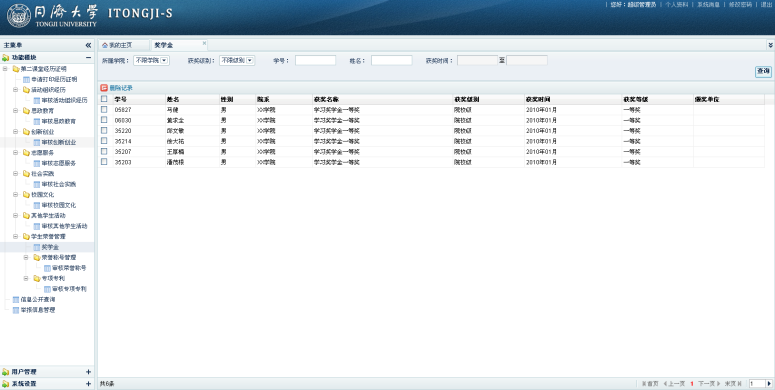 同濟大學 ITONGJI-S
TONGJI UNIVERSITY
您好：超级管理员 | 个人资料 | 系统消息 | 修改密码 | 退出
主菜单
我的主页 奖学金
功能模块
第二课堂经历证明
申请打印经历证明
活动组织经历
审核活动组织经历
思政教育
审核思政教育
创新创业
审核创新创业
志愿服务
审核志愿服务
社会实践
审核社会实践
校园文化
审核校园文化
其他学生活动
审核其他学生活动
学生荣誉管理
奖学金
荣誉称号管理
审核荣誉称号
专项专利
审核专项专利
信息公开查询
举报信息管理
用户管理
系统设置
所属学院： 不限学院 获奖级别： 不限级别 学号： 姓名： 获奖时间： 至
查询
删除记录
学号 姓名 性别 院系 获奖名称 获奖级别 获奖时间 获奖等级 颁奖单位
05827 马健 男 XX学院 学习奖学金一等奖 院校级 2010年01月 一等奖
06030 男 XX学院 学习奖学金一等奖 院校级 2010年01月 一等奖
35220 邱文敏 男 XX学院 学习奖学金一等奖 院校级 2010年01月 一等奖
35214 徐大祐 男 XX学院 学习奖学金一等奖 院校级 2010年01月 一等奖
35207 王厚楠 男 XX学院 学习奖学金一等奖 院校级 2010年01月 一等奖
35203 潘茂根 男 XX学院 学习奖学金一等奖 院校级 2010年01月 一等奖
共6条
首页 上一页 1 下一页 末页 1